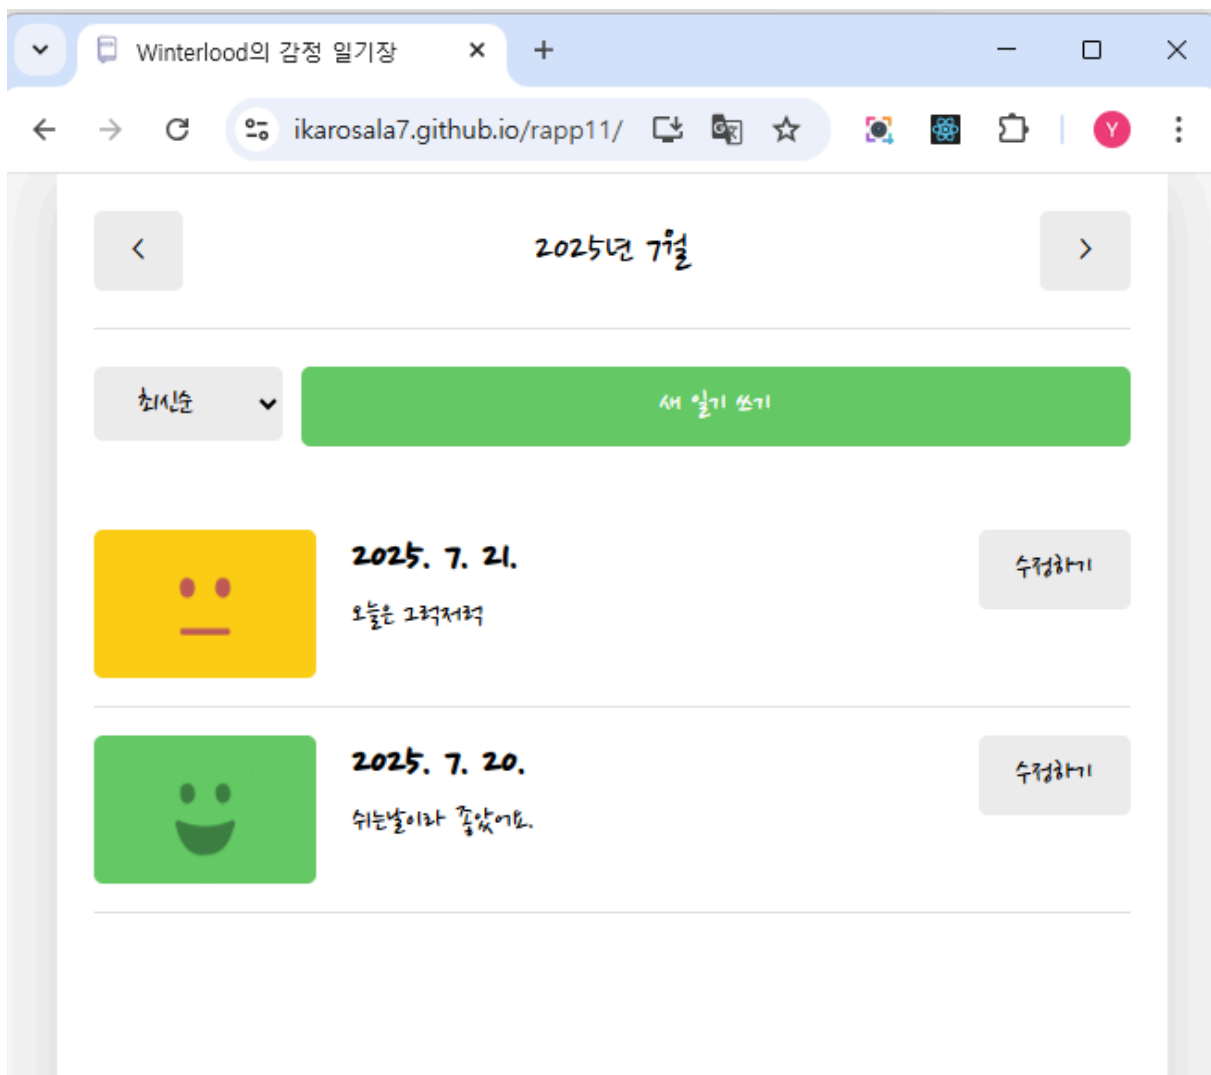 Winterlood의 감정 일기장
ikarosala7.github.io/rapp11/
Y
2025년 7월
최신순
새 일기 쓰기
2025. 7. 21.
수정하기
오늘은 그럭저럭
2025. 7. 20.
수정하기
쉬는날이라 좋았어요.